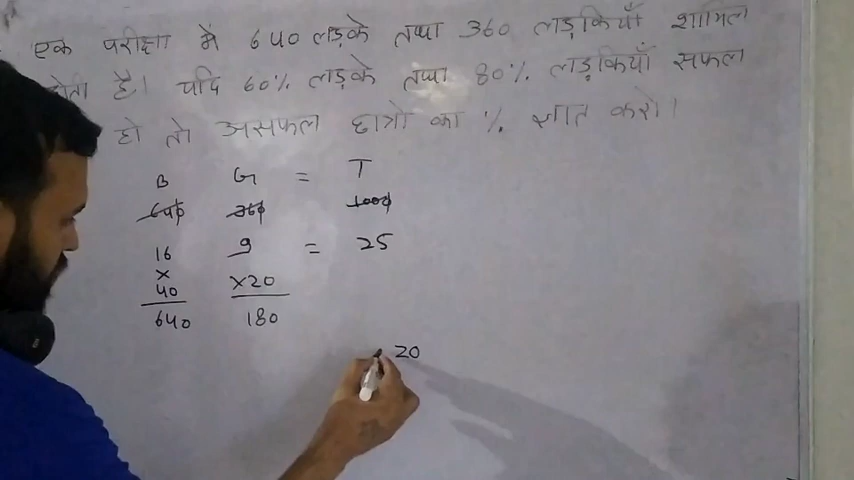 एक परीक्षा में 640 लड़के तथा 360 लड़कियाँ शामिल
होती है। यदि 60% लड़के तथा 80% लड़कियाँ सफल
हो तो असफल छात्रो का % ज्ञात करो।
B G = T
640 360 1000
16 9 = 25
×
40 ×20
640 180
20